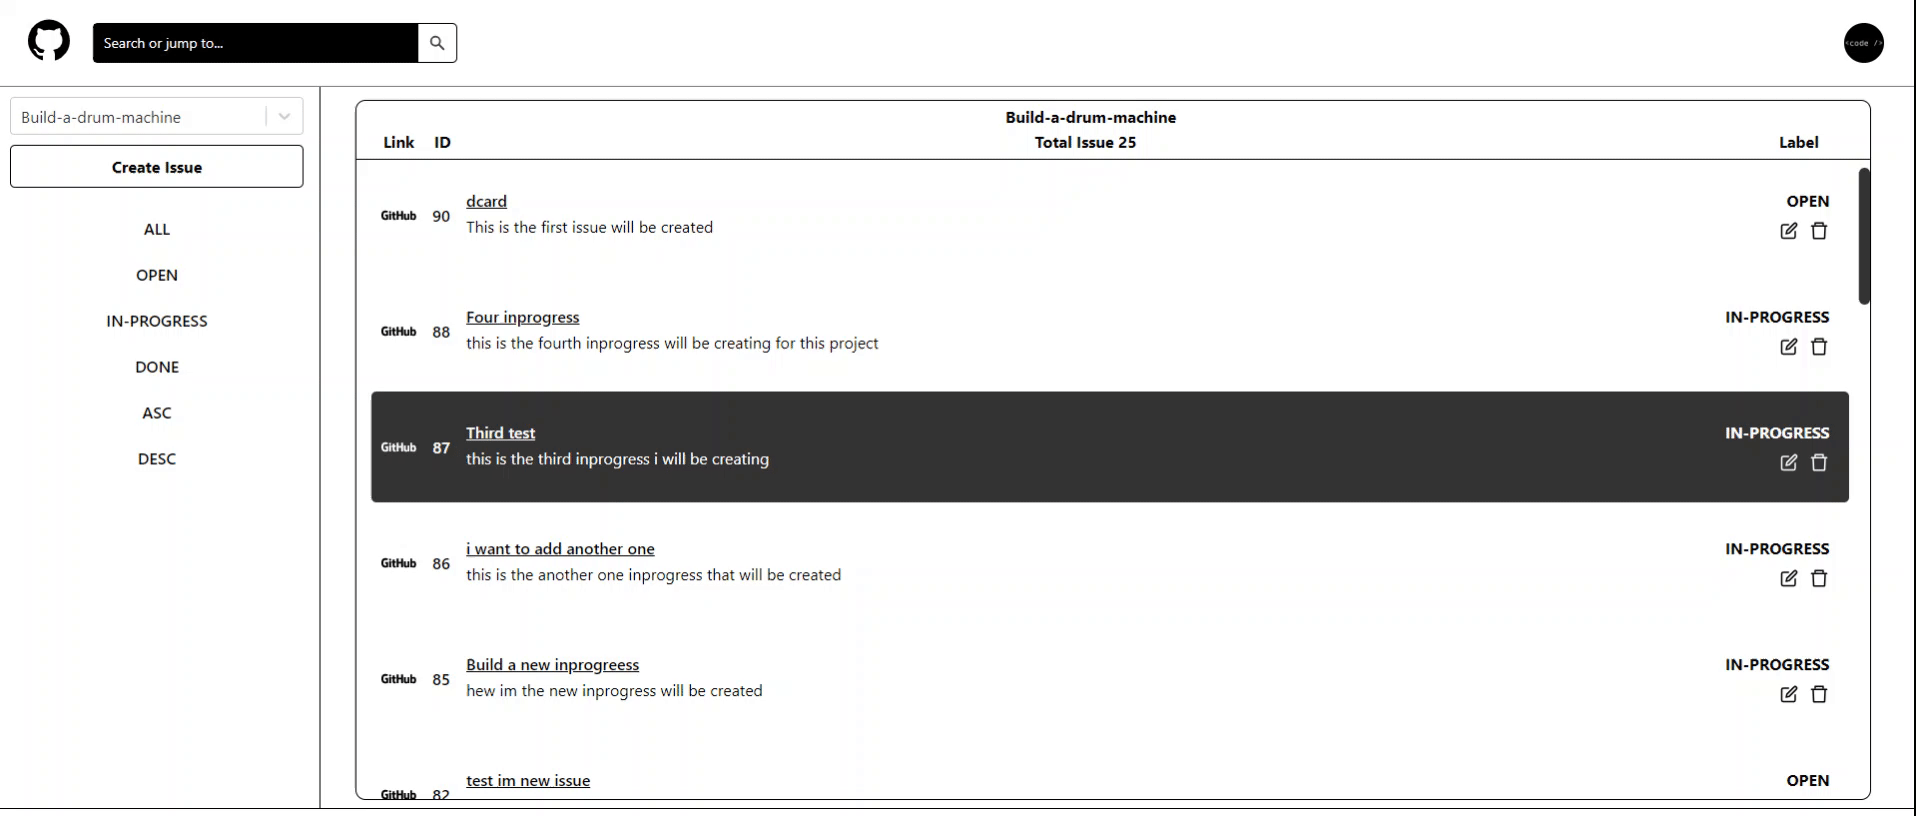 Search or jump to...
<code />
Build-a-drum-machine
Create Issue
ALL
OPEN
IN-PROGRESS
DONE
ASC
DESC
Build-a-drum-machine
Link ID Total Issue 25 Label
GitHub 90 dcard OPEN
This is the first issue will be created
GitHub 88 Four inprogress IN-PROGRESS
this is the fourth inprogress will be creating for this project
GitHub 87 Third test IN-PROGRESS
this is the third inprogress i will be creating
GitHub 86 i want to add another one IN-PROGRESS
this is the another one inprogress that will be created
GitHub 85 Build a new inprogreess IN-PROGRESS
hew im the new inprogress will be created
GitHub 82 test im new issue OPEN